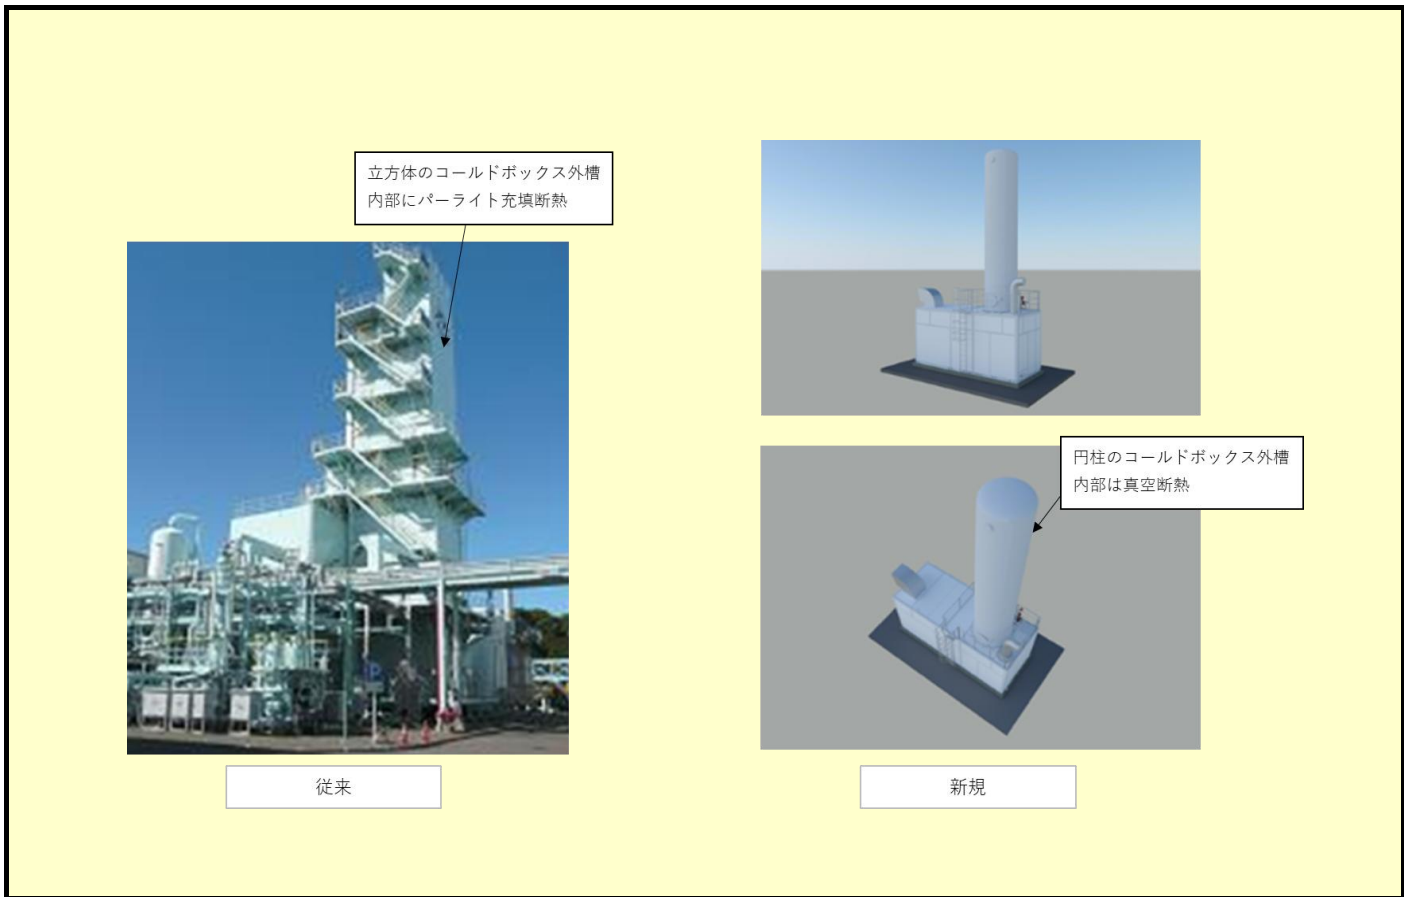 立方体のコールドボックス外槽
内部にパーライト充填断熱
円柱のコールドボックス外槽
内部は真空断熱
従来
新規